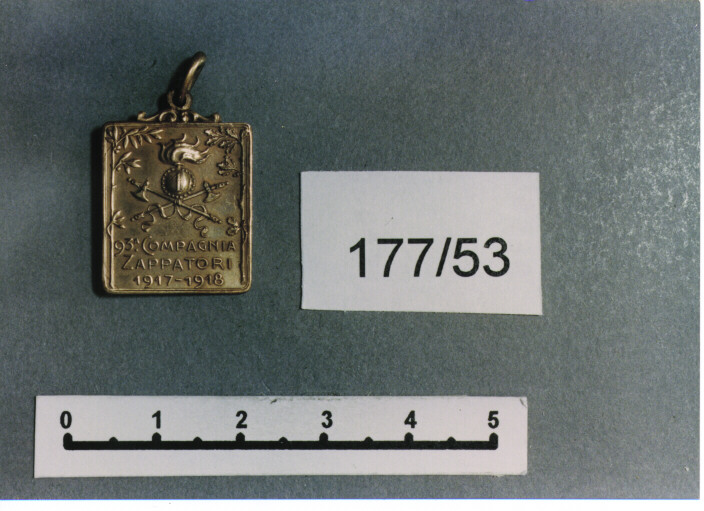 93ª COMPAGNIA
ZAPPATORI
1917-1918
177/53
0 1 2 3 4 5